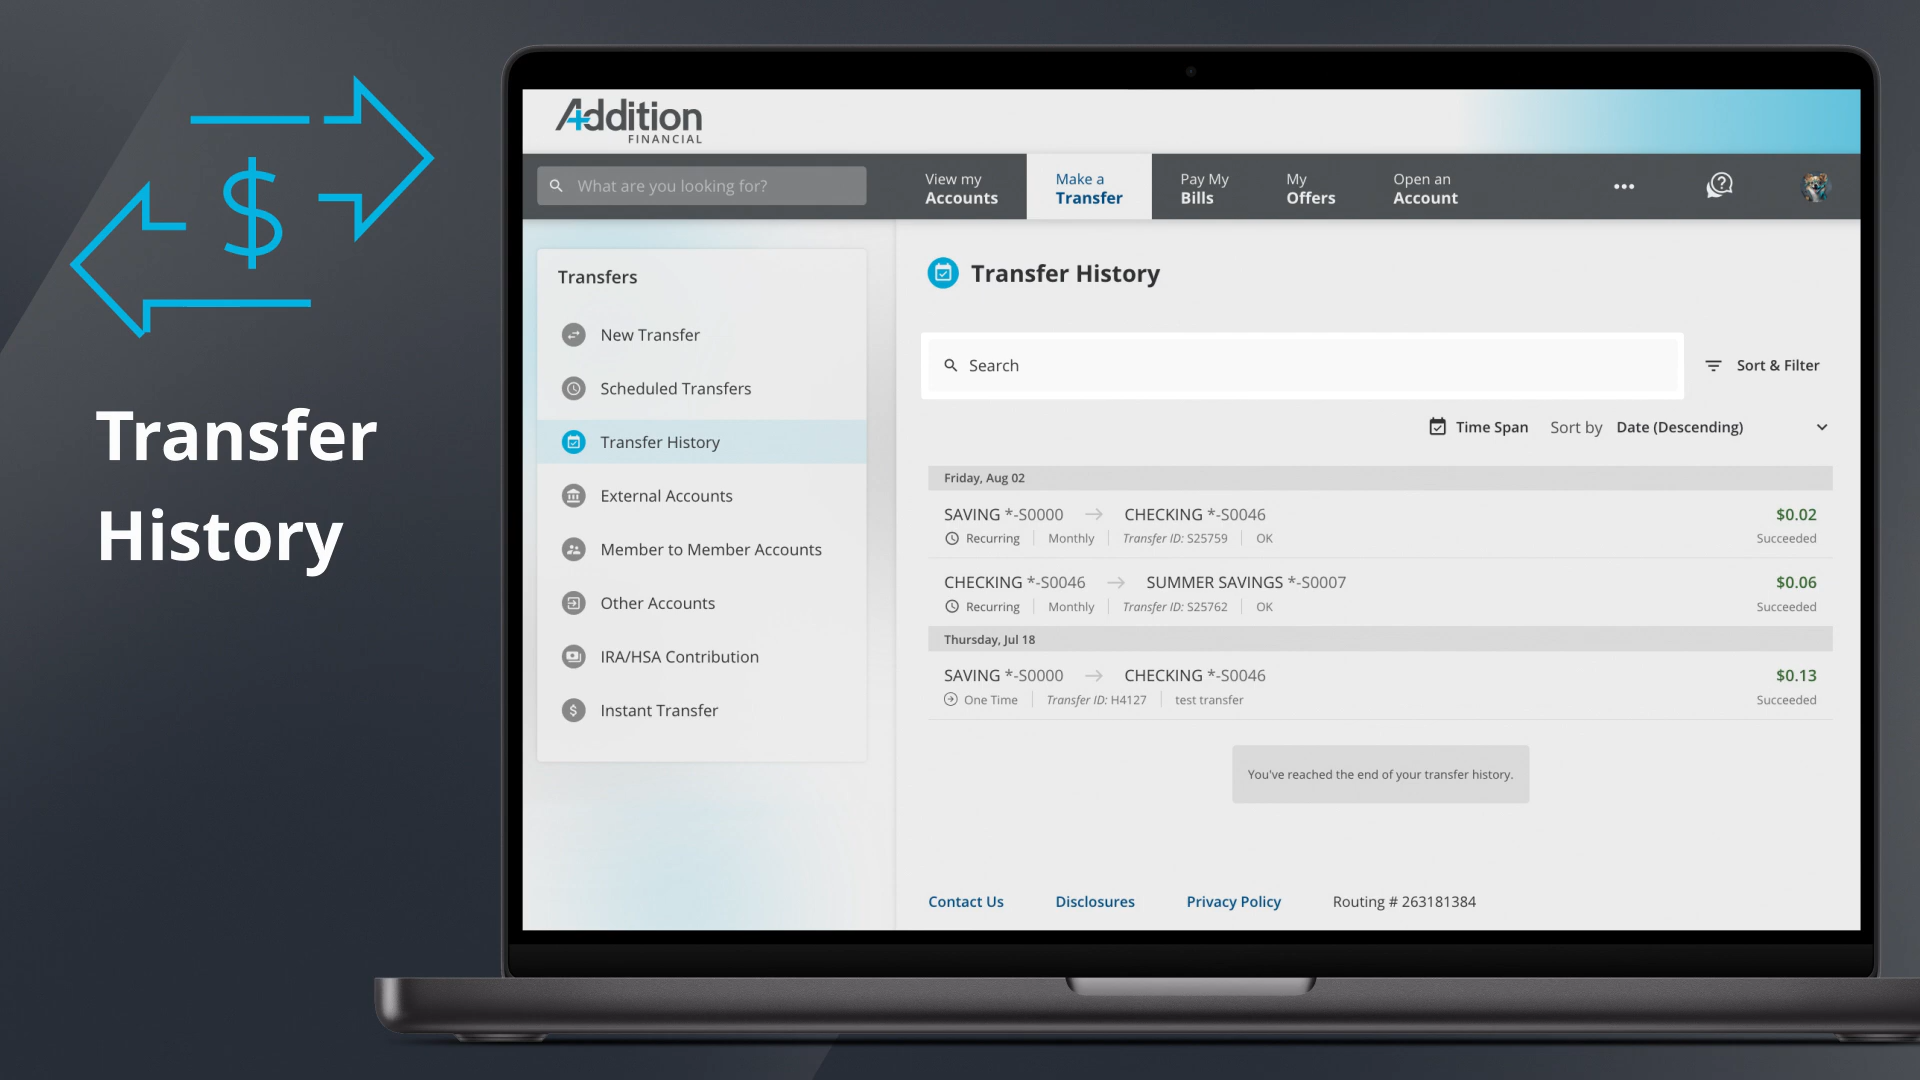 $
Transfer
History
Addition
FINANCIAL
What are you looking for?
View my
Accounts
Make a
Transfer
Pay My
Bills
My
Offers
Open an
Account
Transfers
New Transfer
Scheduled Transfers
Transfer History
External Accounts
Member to Member Accounts
Other Accounts
IRA/HSA Contribution
Instant Transfer
Transfer History
Search
Sort & Filter
Time Span Sort by Date (Descending)
Friday, Aug 02
SAVING *-S0000 → CHECKING *-S0046 $0.02
Recurring Monthly Transfer ID: S25759 OK Succeeded
CHECKING *-S0046 → SUMMER SAVINGS *-S0007 $0.06
Recurring Monthly Transfer ID: S25762 OK Succeeded
Thursday, Jul 18
SAVING *-S0000 → CHECKING *-S0046 $0.13
One Time Transfer ID: H4127 test transfer Succeeded
You've reached the end of your transfer history.
Contact Us Disclosures Privacy Policy Routing # 263181384